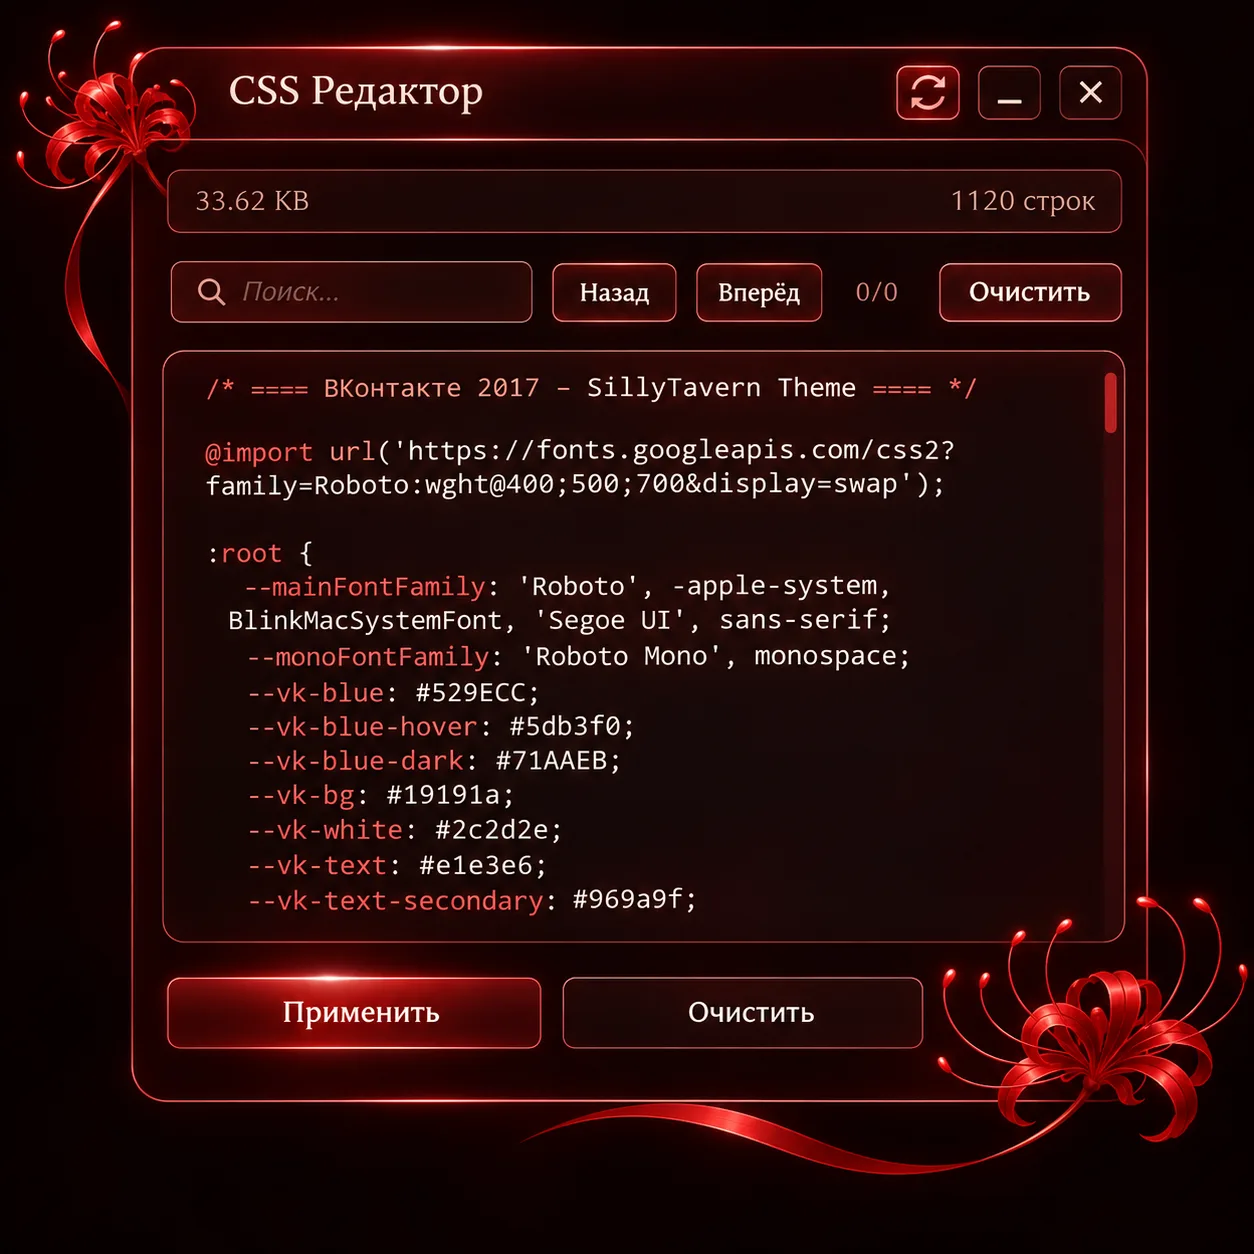 CSS Редактор
33.62 KB 1120 строк
Поиск... Назад Вперёд 0/0 Очистить
/* ==== ВКонтакте 2017 – SillyTavern Theme ==== */
@import url('https://fonts.googleapis.com/css2?
family=Roboto:wght@400;500;700&display=swap');
:root {
--mainFontFamily: 'Roboto', -apple-system,
BlinkMacSystemFont, 'Segoe UI', sans-serif;
--monoFontFamily: 'Roboto Mono', monospace;
--vk-blue: #529ECC;
--vk-blue-hover: #5db3f0;
--vk-blue-dark: #71AAEB;
--vk-bg: #19191a;
--vk-white: #2c2d2e;
--vk-text: #e1e3e6;
--vk-text-secondary: #969a9f;
Применить Очистить